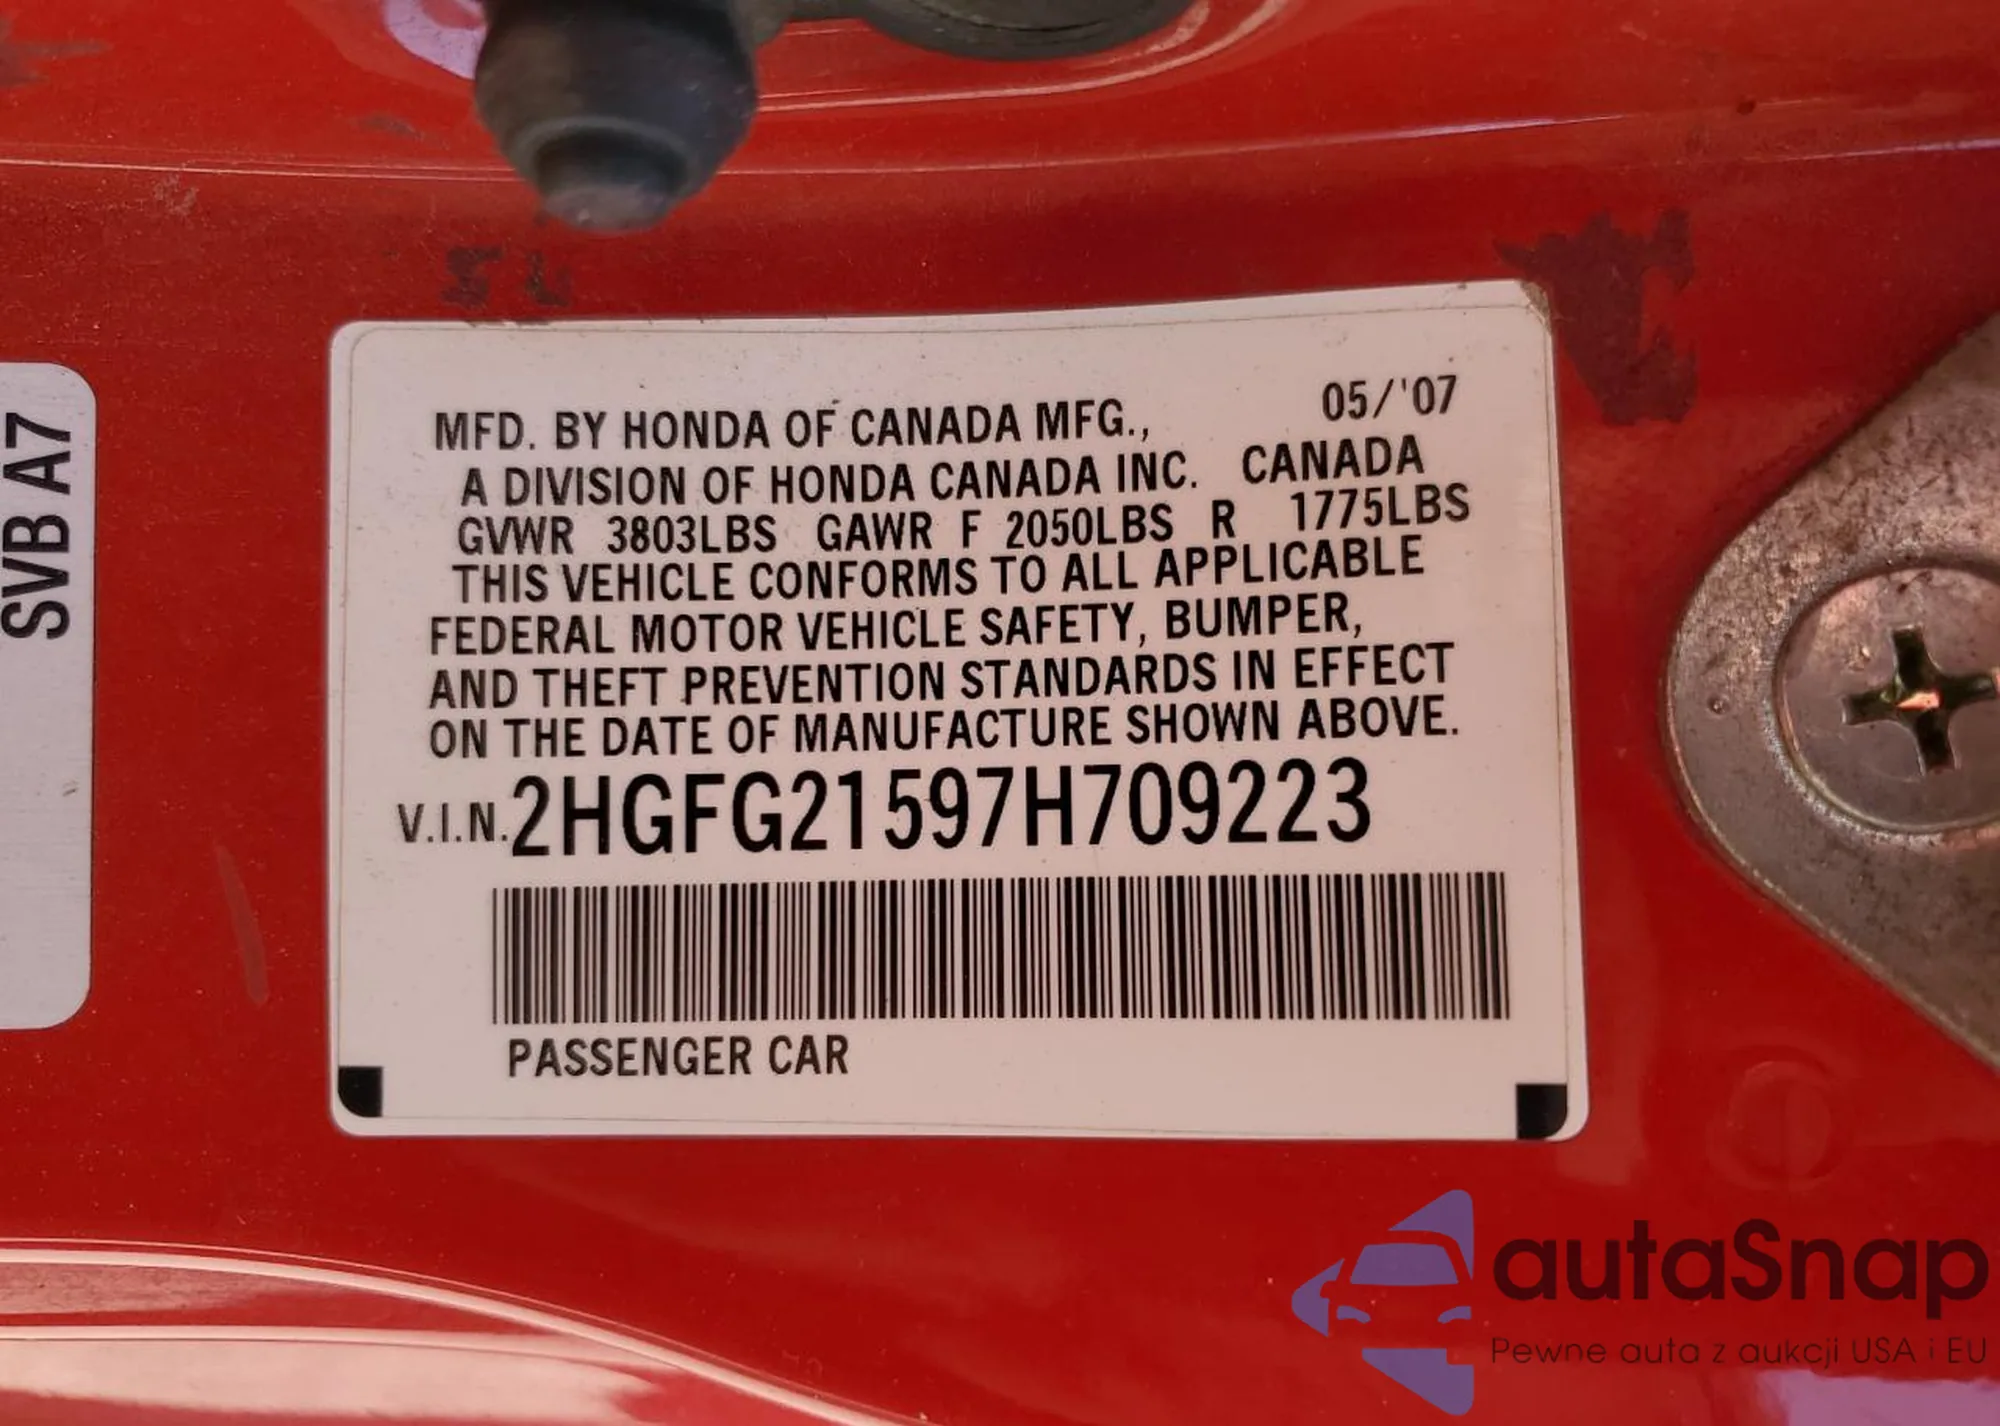 05/'07
MFD. BY HONDA OF CANADA MFG.,
A DIVISION OF HONDA CANADA INC. CANADA
GVWR 3803LBS GAWR F 2050LBS R 1775LBS
THIS VEHICLE CONFORMS TO ALL APPLICABLE
FEDERAL MOTOR VEHICLE SAFETY, BUMPER,
AND THEFT PREVENTION STANDARDS IN EFFECT
ON THE DATE OF MANUFACTURE SHOWN ABOVE.
V.I.N. 2HGFG21597H709223
PASSENGER CAR
SVB A7
autaSnap
Pewne auta z aukcji USA i EU